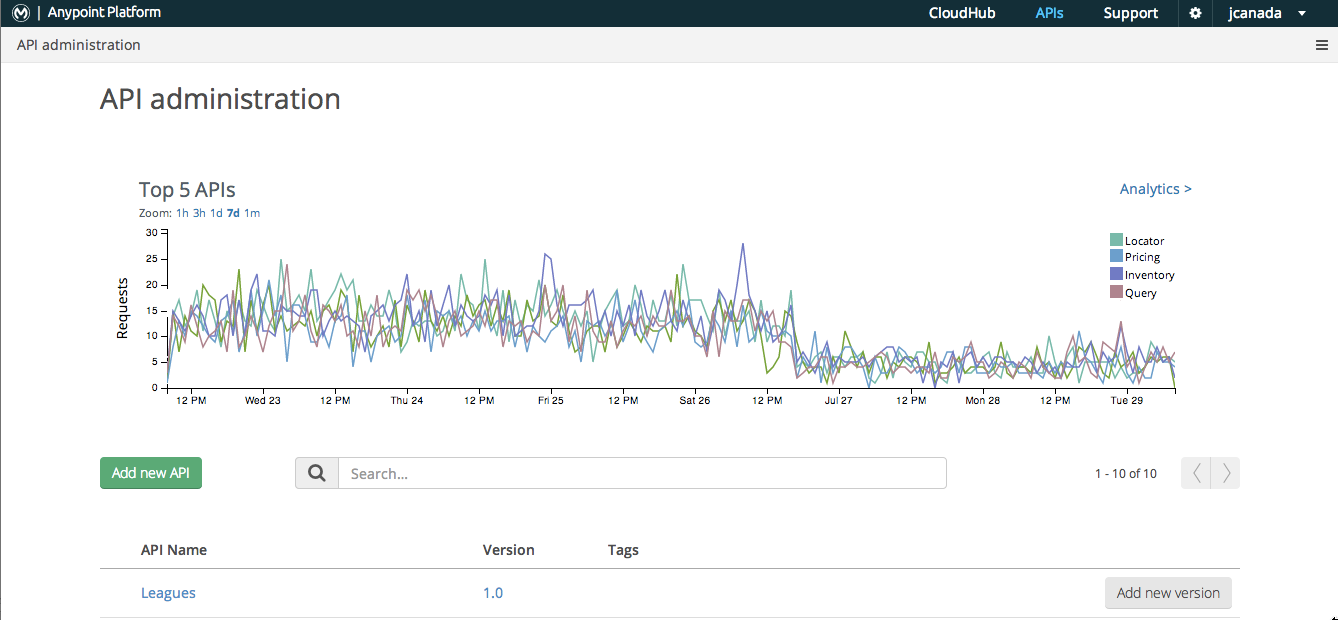 | Anypoint Platform CloudHub APIs Support jcanada
API administration
API administration
Top 5 APIs Analytics >
Zoom: 1h 3h 1d 7d 1m
Requests
30
25
20
15
10
5
0
12 PM Wed 23 12 PM Thu 24 12 PM Fri 25 12 PM Sat 26 12 PM Jul 27 12 PM Mon 28 12 PM Tue 29
Locator
Pricing
Inventory
Query
Add new API Search... 1 - 10 of 10
API Name Version Tags
Leagues 1.0 Add new version